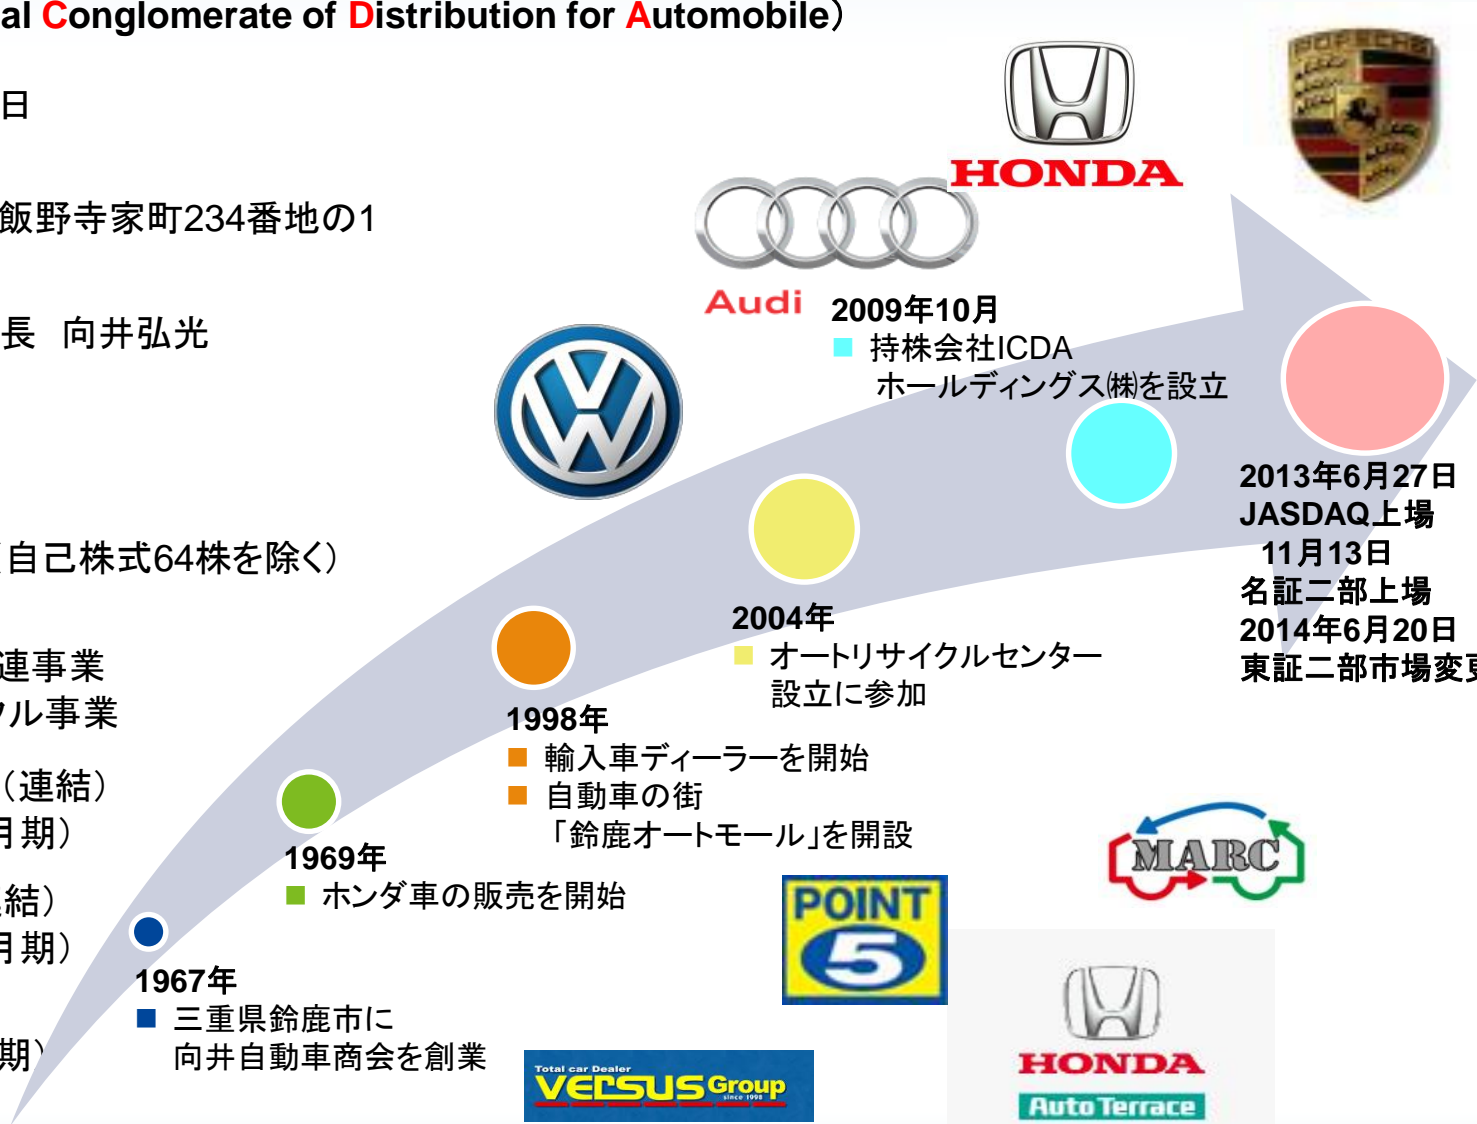 al Conglomerate of Distribution for Automobile）
日
飯野寺家町234番地の1
長　向井弘光
自己株式64株を除く）
連事業
クル事業
（連結）
月期）
結）
月期）
期）
HONDA
PORSCHE
Audi
2009年10月
■ 持株会社ICDA
ホールディングス㈱を設立
2013年6月27日
JASDAQ上場
11月13日
名証二部上場
2014年6月20日
東証二部市場変更
2004年
■ オートリサイクルセンター
設立に参加
1998年
■ 輸入車ディーラーを開始
■ 自動車の街
「鈴鹿オートモール」を開設
1969年
■ ホンダ車の販売を開始
1967年
■ 三重県鈴鹿市に
向井自動車商会を創業
MARC
POINT
5
HONDA
Auto Terrace
Total car Dealer
VERSUS Group
since 1998